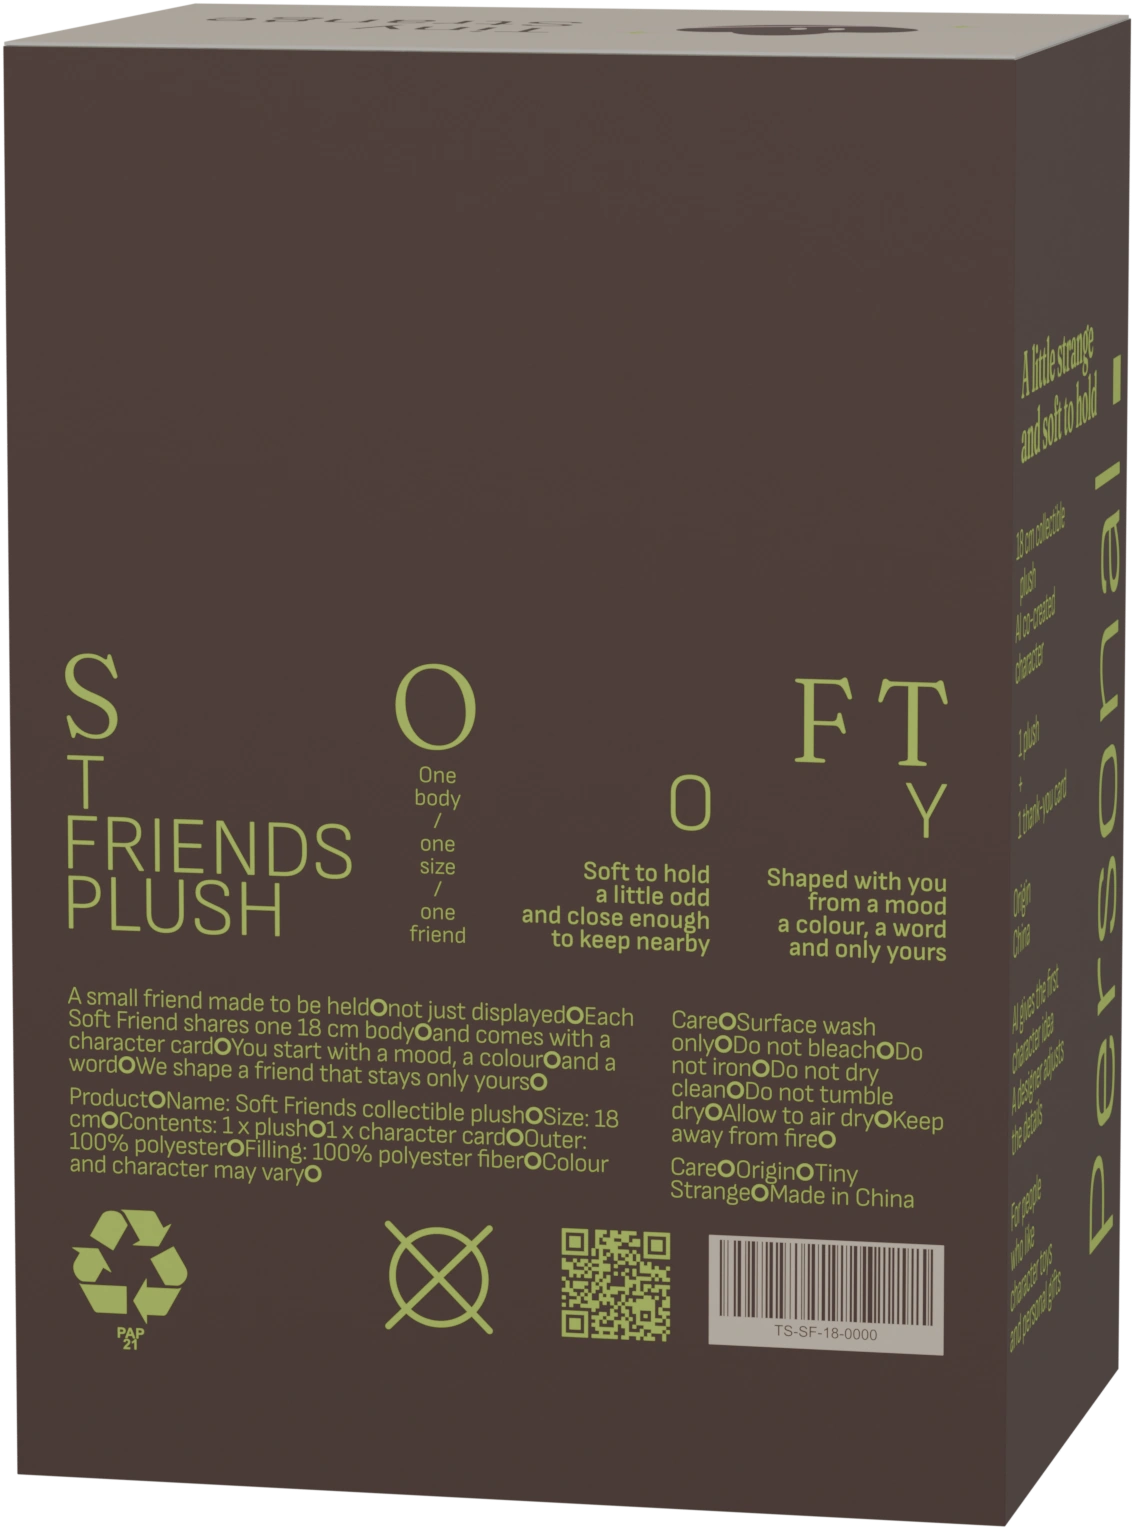 Tiny
Strange
S O F T
T O Y
FRIENDS
PLUSH
One
body
/
one
size
/
one
friend
Soft to hold
a little odd
and close enough
to keep nearby
Shaped with you
from a mood
a colour, a word
and only yours
A small friend made to be held not just displayed Each
Soft Friend shares one 18 cm body and comes with a
character card You start with a mood, a colour and a
word We shape a friend that stays only yours
Product Name: Soft Friends collectible plush Size: 18
cm Contents: 1 x plush 1 x character card Outer:
100% polyester Filling: 100% polyester fiber Colour
and character may vary
Care Surface wash
only Do not bleach Do
not iron Do not dry
clean Do not tumble
dry Allow to air dry Keep
away from fire
Care Origin Tiny
Strange Made in China
PAP
21
TS-SF-18-0000
A little strange
and soft to hold
18 cm collectible
plush
AI co-created
character
1 plush
+
1 thank-you card
Origin
China
AI gives the first
character idea
A designer adjusts
the details
For people
who like
character toys
and personal gifts
Personal.